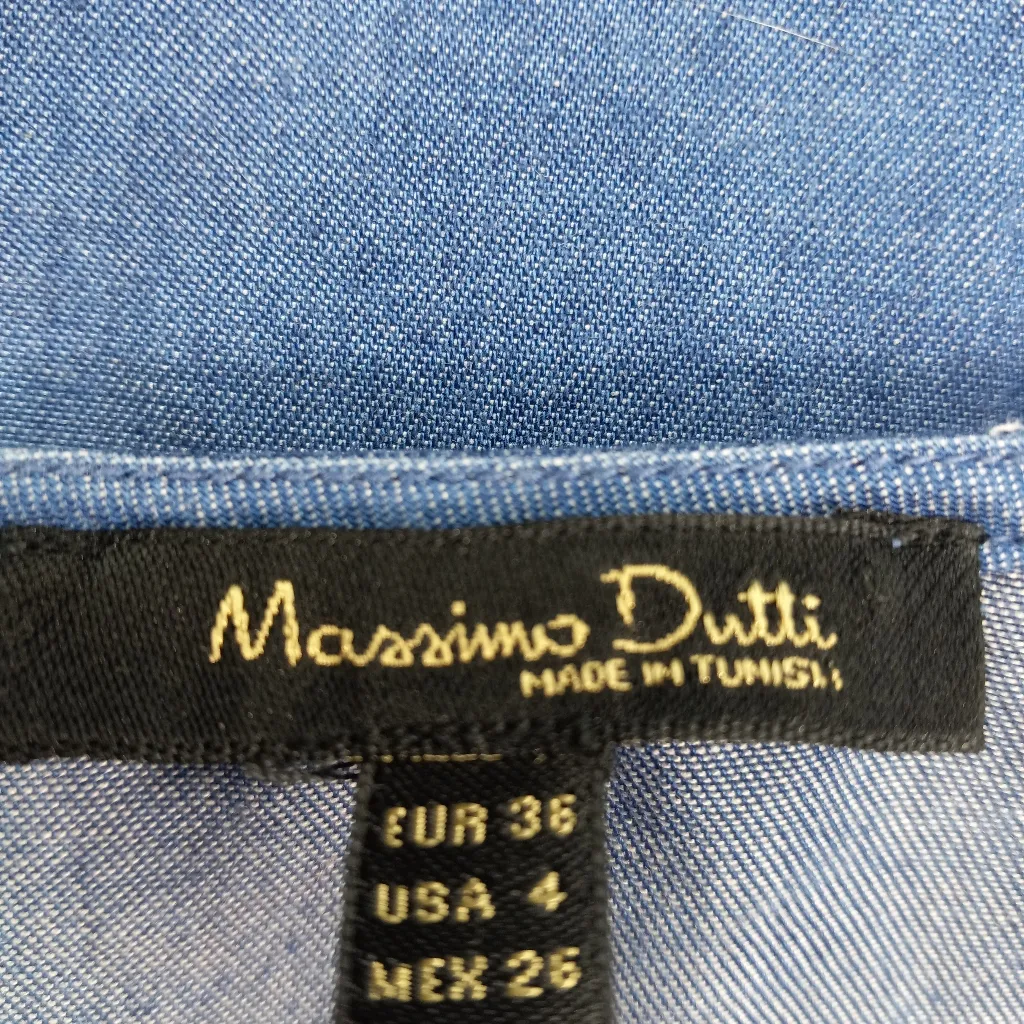 Massimo Dutti
MADE IN TUNISIA
EUR 36
USA 4
MEX 26